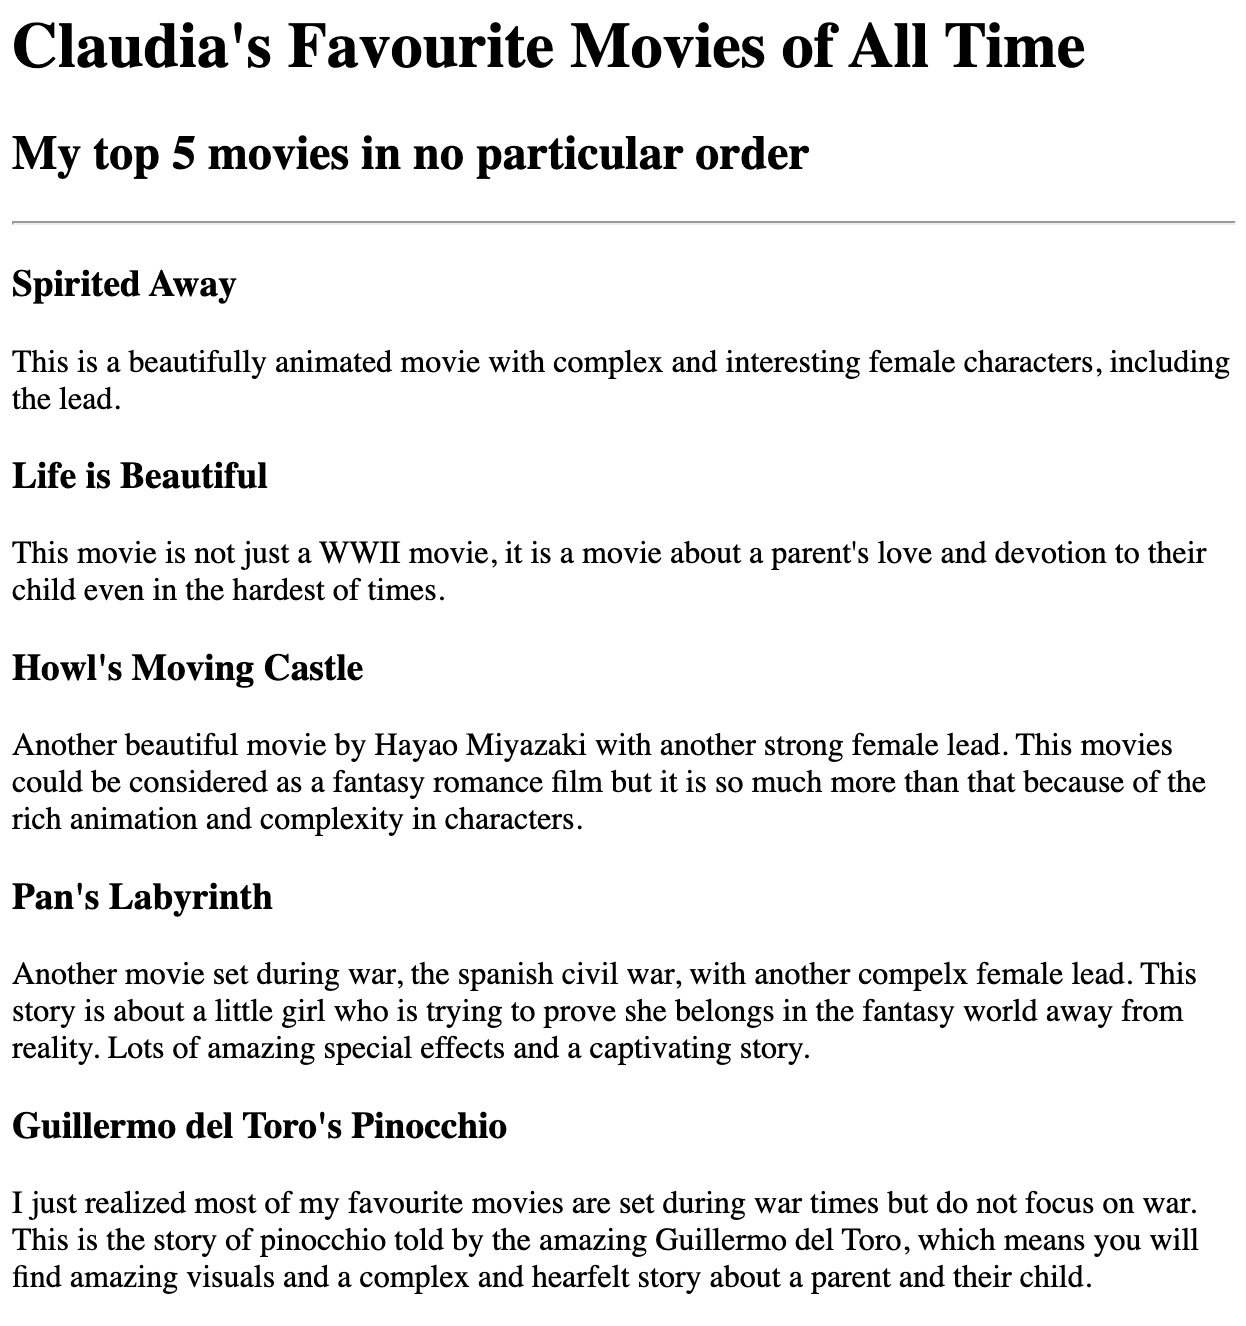 Claudia's Favourite Movies of All Time
My top 5 movies in no particular order
Spirited Away
This is a beautifully animated movie with complex and interesting female characters, including
the lead.
Life is Beautiful
This movie is not just a WWII movie, it is a movie about a parent's love and devotion to their
child even in the hardest of times.
Howl's Moving Castle
Another beautiful movie by Hayao Miyazaki with another strong female lead. This movies
could be considered as a fantasy romance film but it is so much more than that because of the
rich animation and complexity in characters.
Pan's Labyrinth
Another movie set during war, the spanish civil war, with another compelx female lead. This
story is about a little girl who is trying to prove she belongs in the fantasy world away from
reality. Lots of amazing special effects and a captivating story.
Guillermo del Toro's Pinocchio
I just realized most of my favourite movies are set during war times but do not focus on war.
This is the story of pinocchio told by the amazing Guillermo del Toro, which means you will
find amazing visuals and a complex and hearfelt story about a parent and their child.